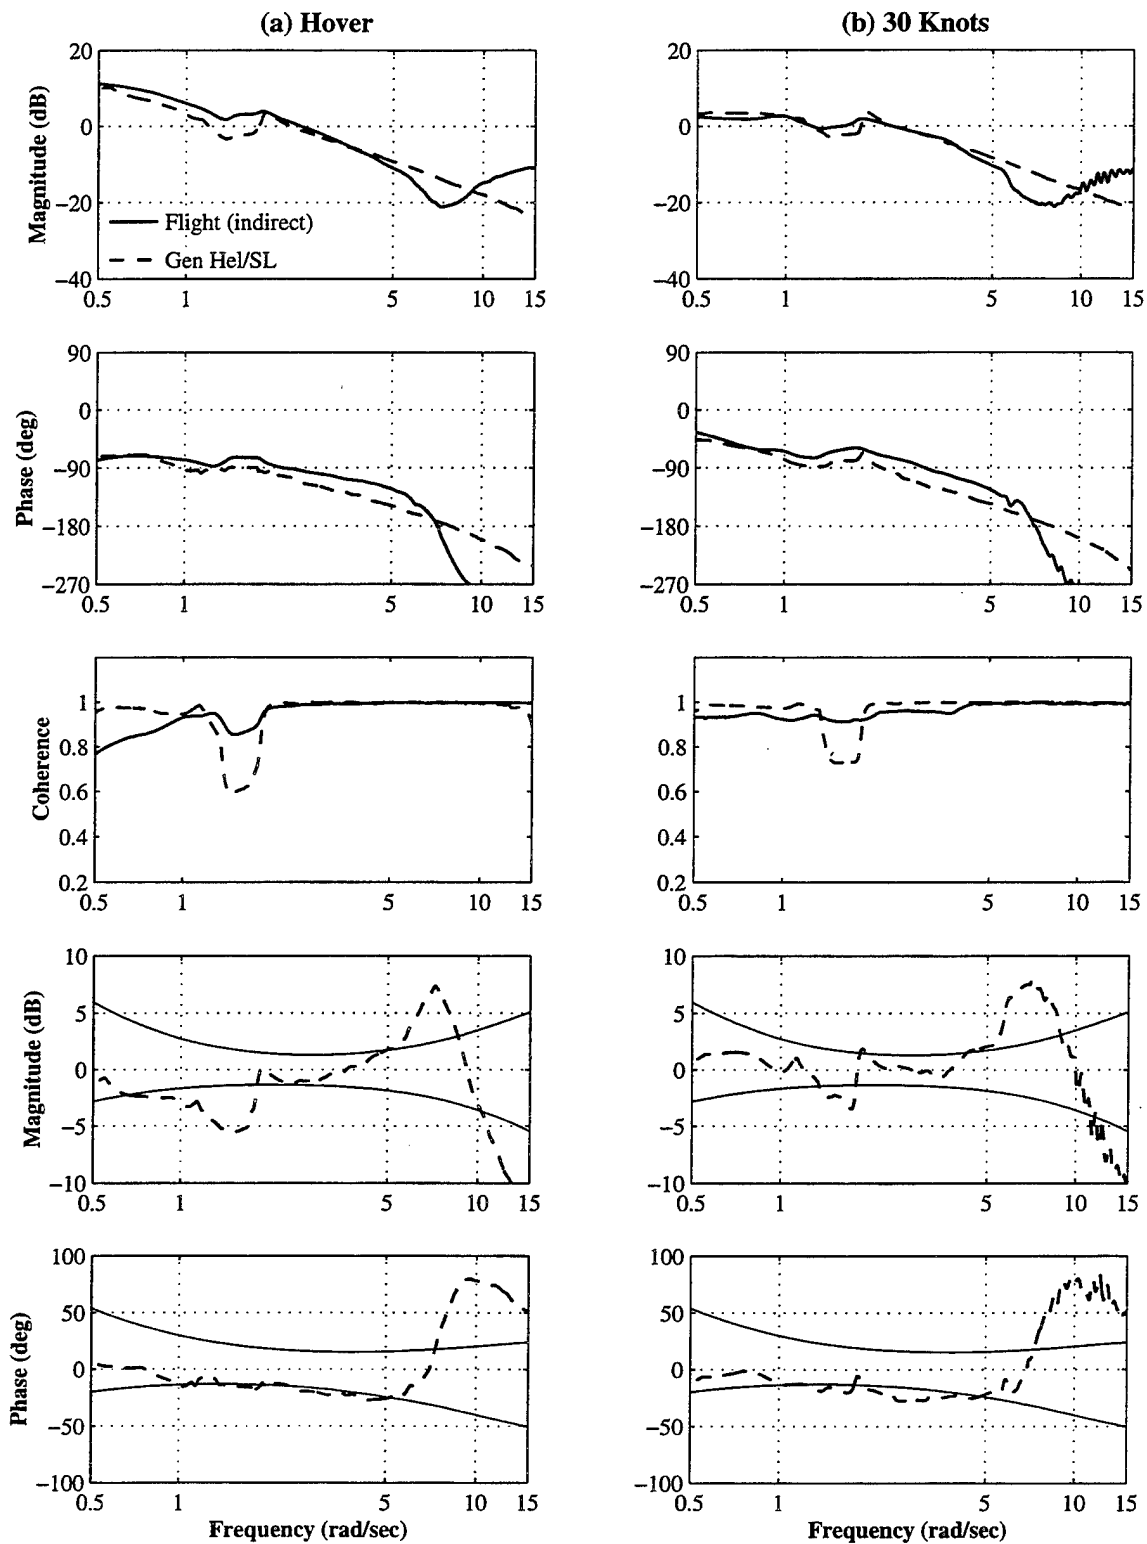 (a) Hover
(b) 30 Knots
Magnitude (dB)
20
0
−20
−40
Flight (indirect)
Gen Hel/SL
0.5 1 5 10 15
20
0
−20
−40
0.5 1 5 10 15
Phase (deg)
90
0
−90
−180
−270
0.5 1 5 10 15
90
0
−90
−180
−270
0.5 1 5 10 15
Coherence
1
0.8
0.6
0.4
0.2
0.5 1 5 10 15
1
0.8
0.6
0.4
0.2
0.5 1 5 10 15
Magnitude (dB)
10
5
0
−5
−10
0.5 1 5 10 15
10
5
0
−5
−10
0.5 1 5 10 15
Phase (deg)
100
50
0
−50
−100
0.5 1 5 10 15
Frequency (rad/sec)
100
50
0
−50
−100
0.5 1 5 10 15
Frequency (rad/sec)